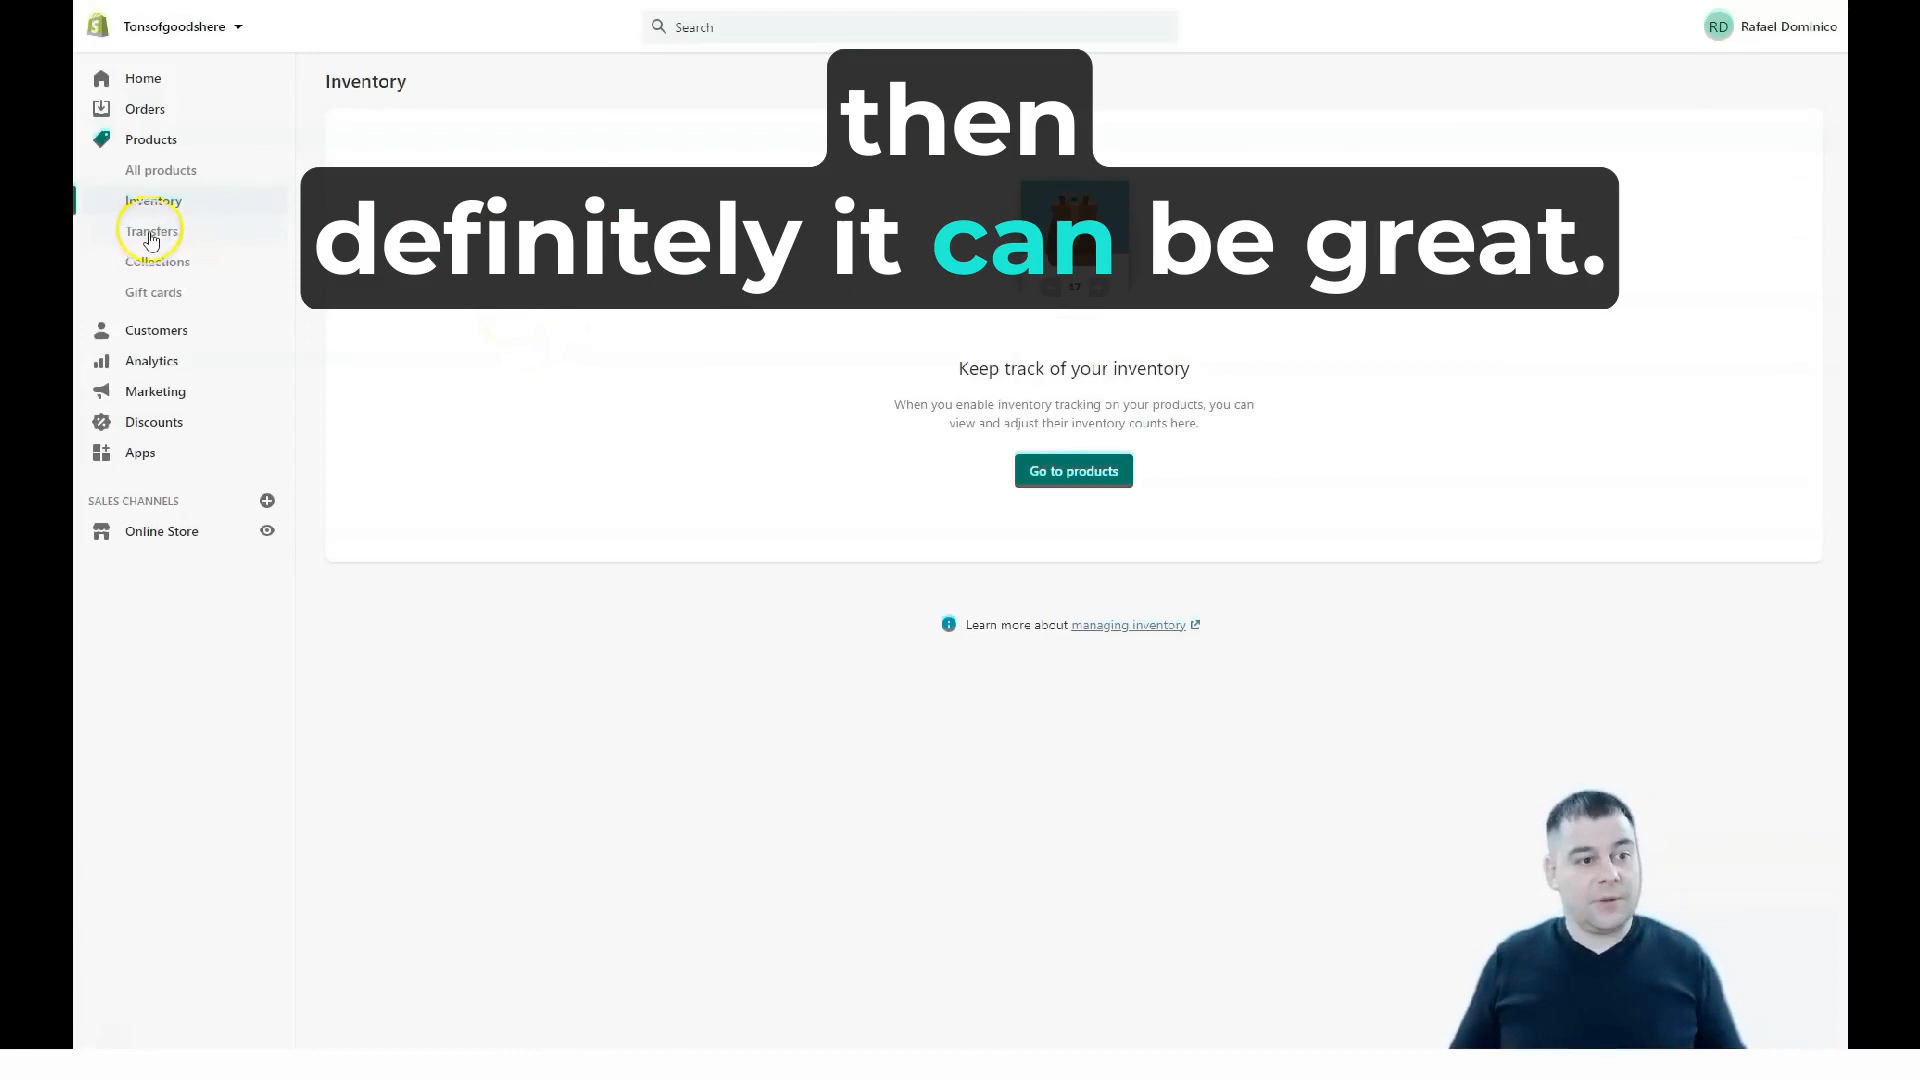 Tonsofgoodshere
Search
RD Rafael Dominico
Home
Orders
Products
All products
Inventory
Transfers
Collections
Gift cards
Customers
Analytics
Marketing
Discounts
Apps
SALES CHANNELS
Online Store
Inventory
then
definitely it can be great.
17
Keep track of your inventory
When you enable inventory tracking on your products, you can
view and adjust their inventory counts here.
Go to products
Learn more about managing inventory